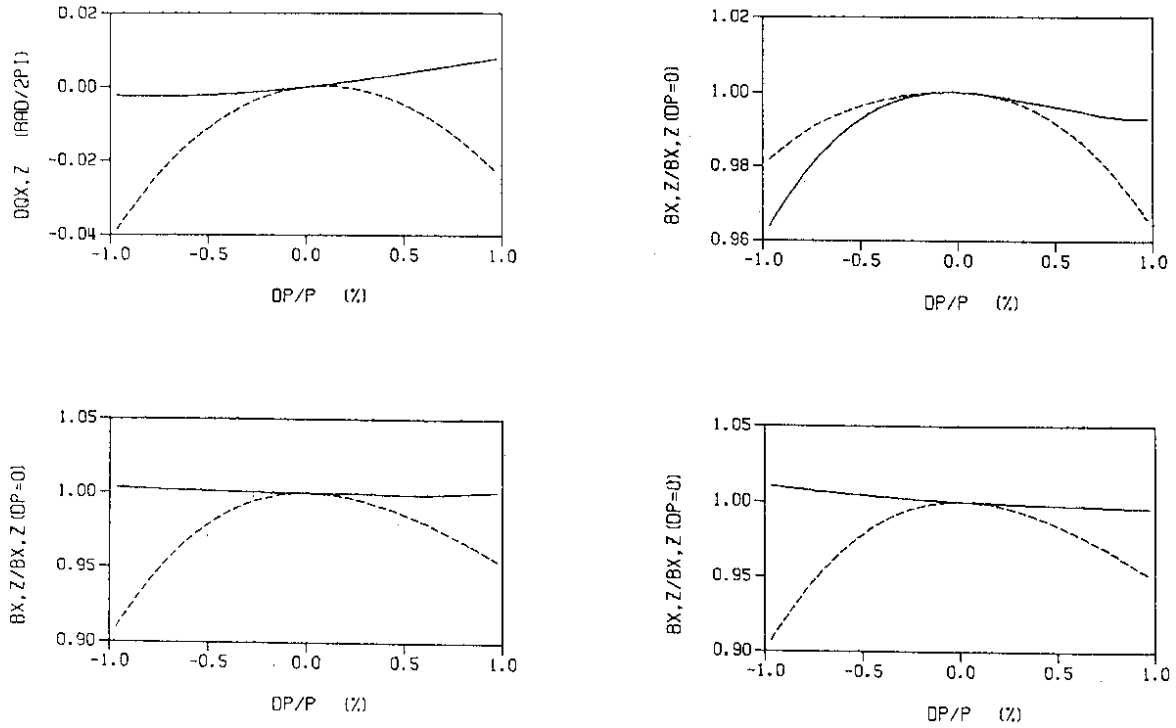 0.02
0.00
-0.02
-0.04
DQX, Z (RAD/2PI)
-1.0 -0.5 0.0 0.5 1.0
DP/P (%)
1.02
1.00
0.98
0.96
BX, Z/BX, Z (DP=0)
-1.0 -0.5 0.0 0.5 1.0
DP/P (%)
1.05
1.00
0.95
0.90
BX, Z/BX, Z (DP=0)
-1.0 -0.5 0.0 0.5 1.0
DP/P (%)
1.05
1.00
0.95
0.90
BX, Z/BX, Z (DP=0)
-1.0 -0.5 0.0 0.5 1.0
DP/P (%)